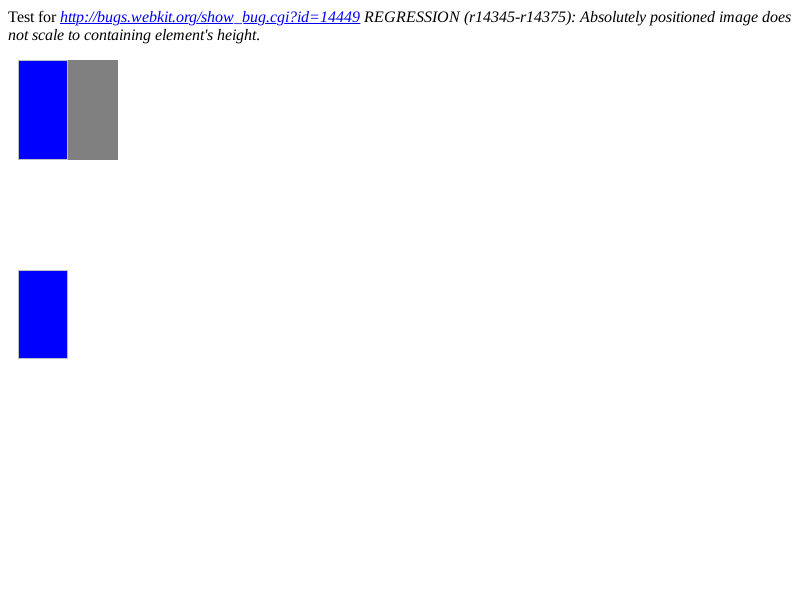 Test for http://bugs.webkit.org/show_bug.cgi?id=14449 REGRESSION (r14345-r14375): Absolutely positioned image does
not scale to containing element's height.